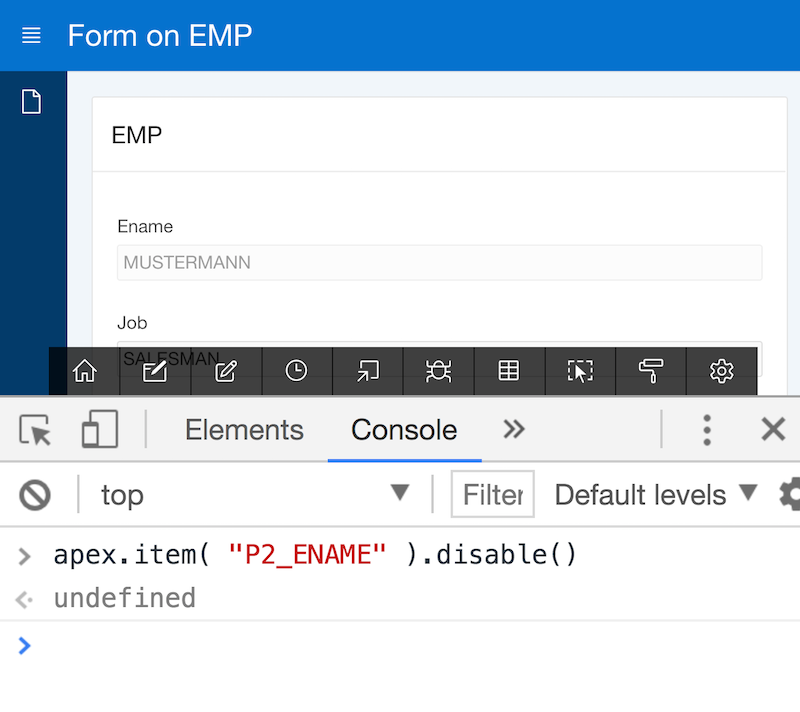 Form on EMP
EMP
Ename
MUSTERMANN
Job
SALESMAN
Elements Console
top Filter Default levels
apex.item( "P2_ENAME" ).disable()
undefined